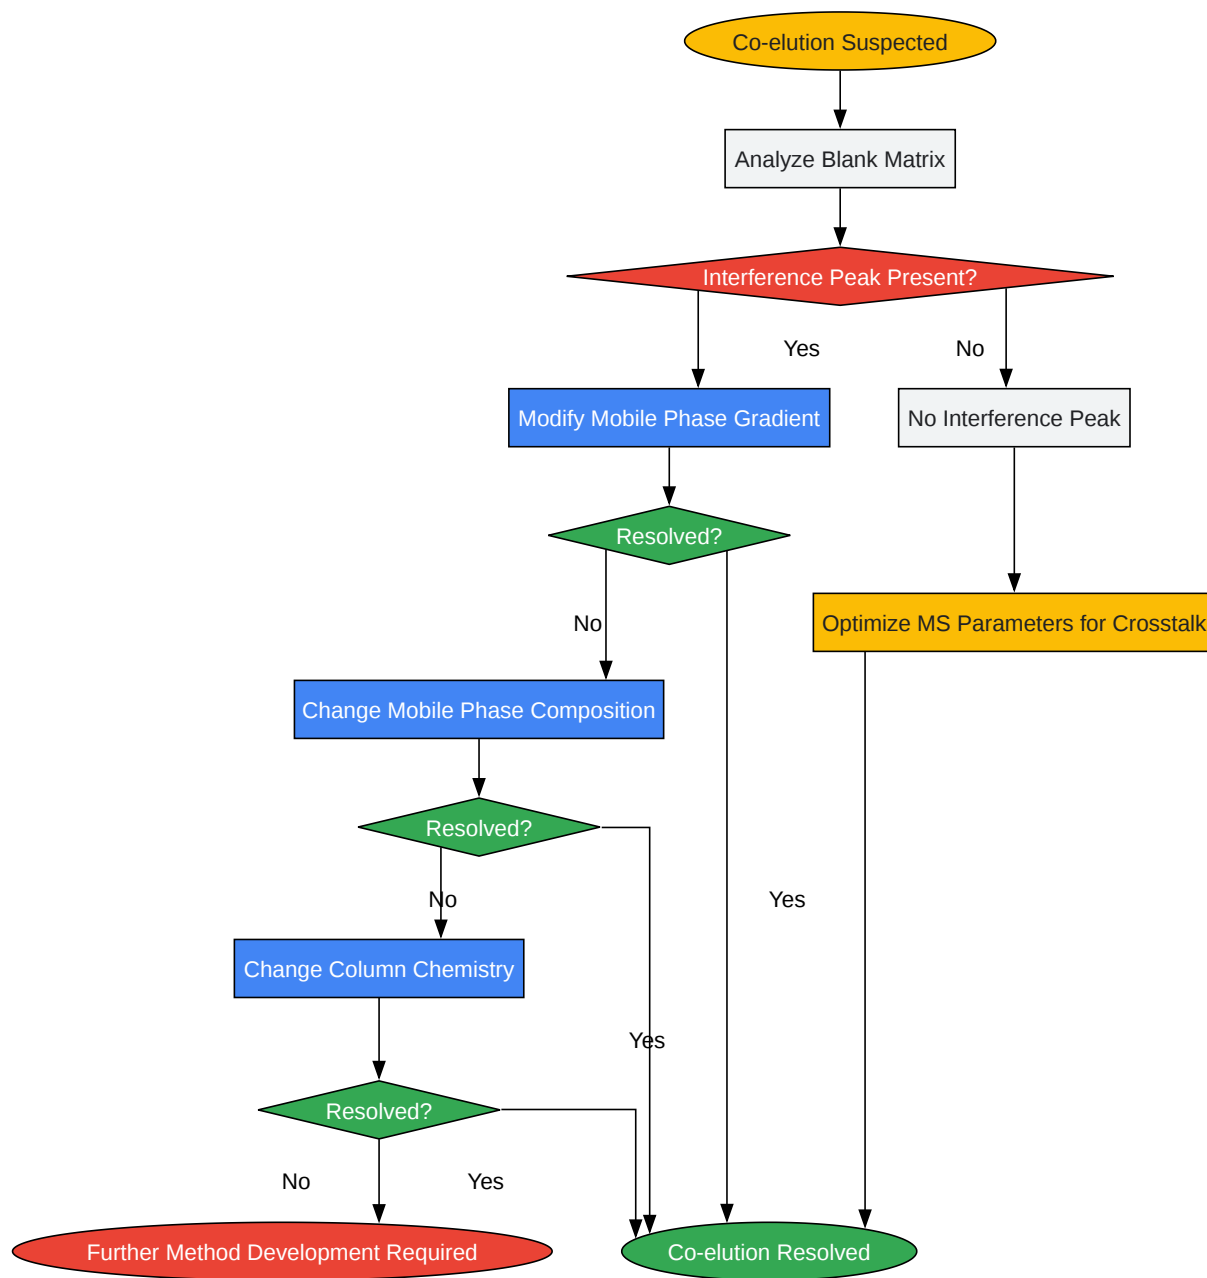 Co-elution Suspected
Analyze Blank Matrix
Interference Peak Present?
Yes
No
Modify Mobile Phase Gradient
No Interference Peak
Resolved?
No
Optimize MS Parameters for Crosstalk
Change Mobile Phase Composition
Resolved?
No
Yes
Change Column Chemistry
Yes
Resolved?
No
Yes
Further Method Development Required
Co-elution Resolved